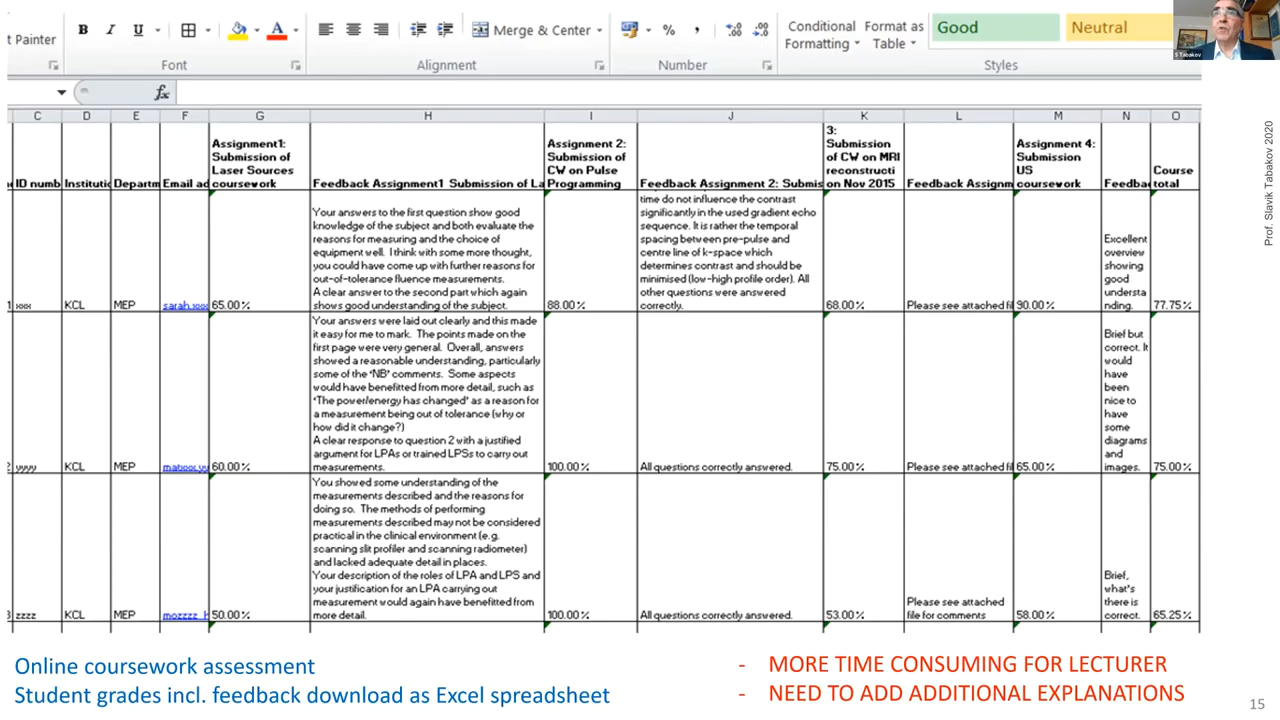 t Painter
B I U
A
Merge & Center
%
,
Conditional
Formatting
Format as
Table
Good
Neutral
S Tabakov
Font
Alignment
Number
Styles
fx
C D E F G H I J K L M N O
ID numb
Instituti
Departm
Email ad
Assignment1:
Submission of
Laser Sources
coursework
Feedback Assignment1 Submission of La
Assignment 2:
Submission of
CW on Pulse
Programming
Feedback Assignment 2: Submis
3:
Submission
of CW on MRI
reconstructi
on Nov 2015
Feedback Assignm
Assignment 4:
Submission
US
coursework
Feedbac
Course
total
1 xxx
KCL
MEP
sarah.xxx
65.00%
Your answers to the first question show good
knowledge of the subject and both evaluate the
reasons for measuring and the choice of
equipment well. I think with some more thought,
you could have come up with further reasons for
out-of-tolerance fluence measurements.
A clear answer to the second part which again
shows good understanding of the subject.
88.00%
time do not influence the contrast
significantly in the used gradient echo
sequence. It is rather the temporal
spacing between pre-pulse and
centre line of k-space which
determines contrast and should be
minimised (low-high profile order). All
other questions were answered
correctly.
68.00%
Please see attached fil
90.00%
Excellent
overview
showing
good
understa
nding.
77.75%
2 yyyy
KCL
MEP
60.00%
Your answers were laid out clearly and this made
it easy for me to mark. The points made on the
first page were very general. Overall, answers
showed a reasonable understanding, particularly
some of the 'NB' comments. Some aspects
would have benefitted from more detail, such as
'The power/energy has changed' as a reason for
a measurement being out of tolerance (why or
how did it change?)
A clear response to question 2 with a justified
argument for LPAs or trained LPSs to carry out
measurements.
100.00%
All questions correctly answered.
75.00%
Please see attached fil
65.00%
Brief but
correct. It
would
have
been
nice to
have
some
diagrams
and
images.
75.00%
3 zzzz
KCL
MEP
mozzzz_h
50.00%
You showed some understanding of the
measurements described and the reasons for
doing so. The methods of performing
measurements described may not be considered
practical in the clinical environment (e.g.
scanning slit profiler and scanning radiometer)
and lacked adequate detail in places.
Your description of the roles of LPA and LPS and
your justification for an LPA carrying out
measurement would again have benefitted from
more detail.
100.00%
All questions correctly answered.
53.00%
Please see attached
file for comments
58.00%
Brief,
what's
there is
correct.
65.25%
Prof. Slavik Tabakov 2020
Online coursework assessment
Student grades incl. feedback download as Excel spreadsheet
- MORE TIME CONSUMING FOR LECTURER
- NEED TO ADD ADDITIONAL EXPLANATIONS
15